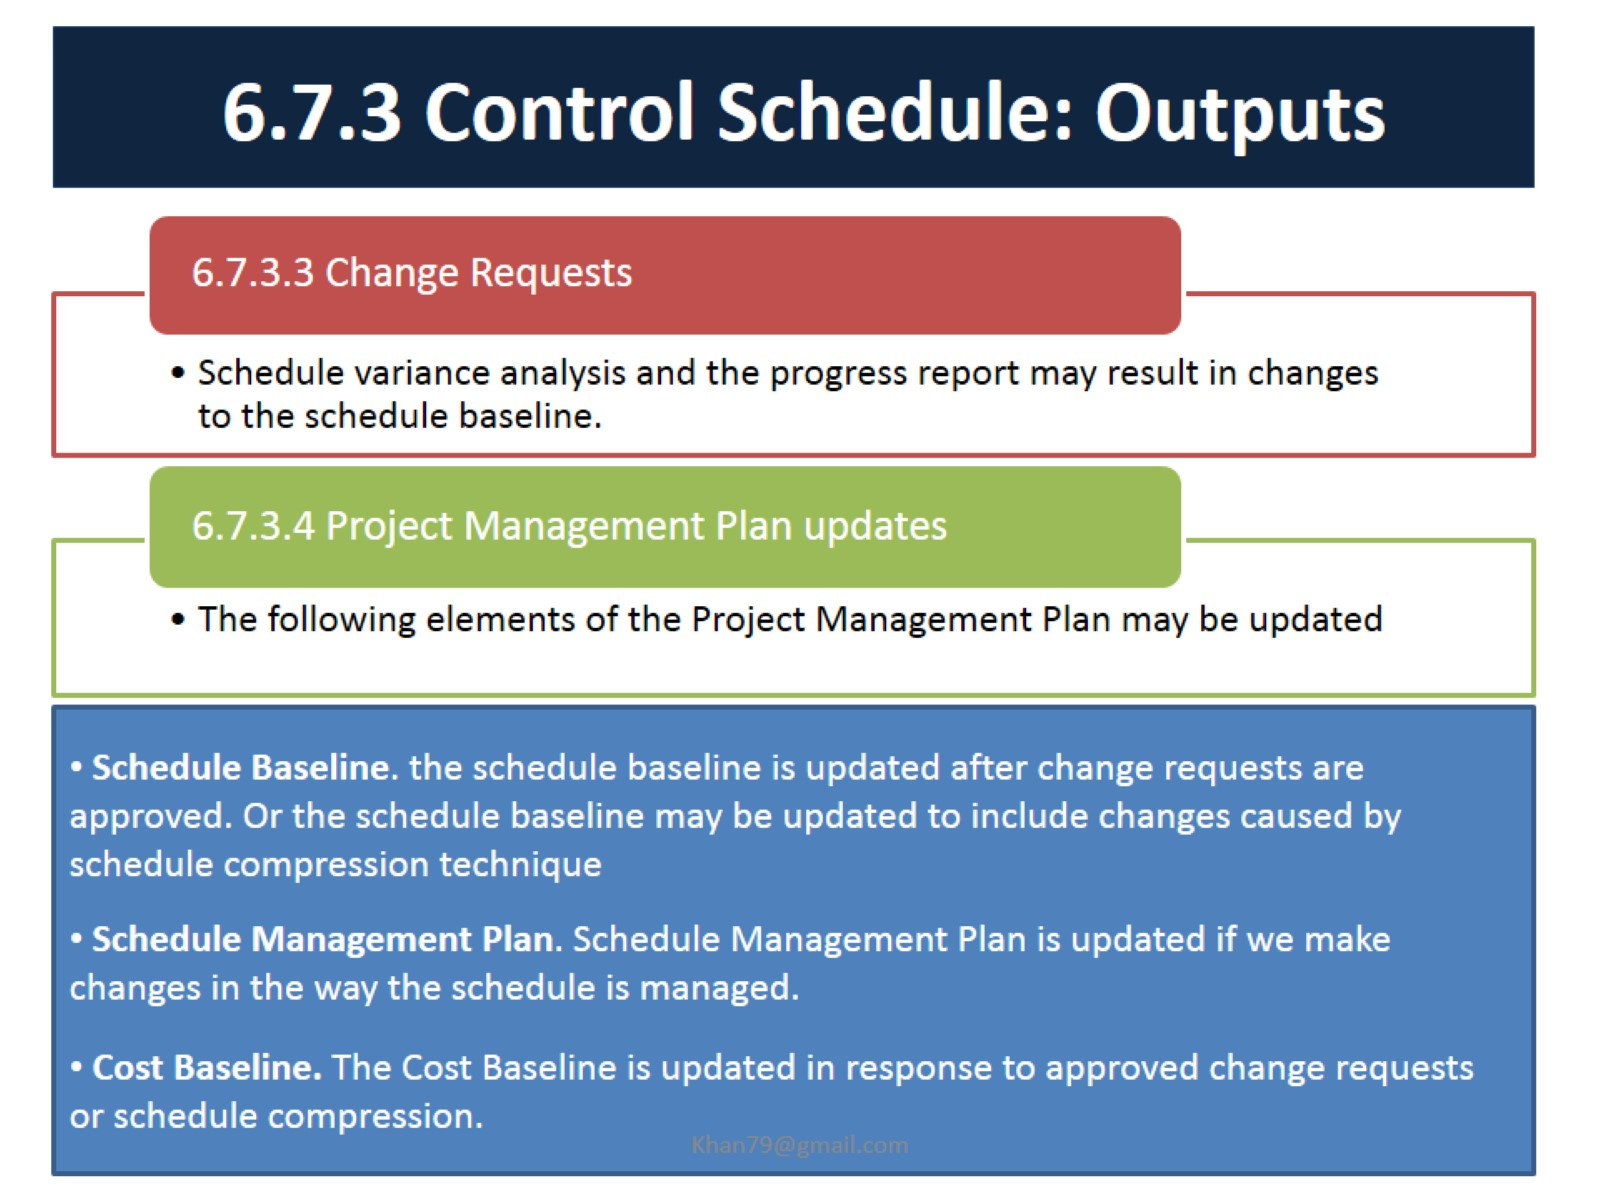 6.7.3 Control Schedule: Outputs
6.7.3.3 Change Requests
• Schedule variance analysis and the progress report may result in changes
to the schedule baseline.
6.7.3.4 Project Management Plan updates
• The following elements of the Project Management Plan may be updated
• Schedule Baseline. the schedule baseline is updated after change requests are
approved. Or the schedule baseline may be updated to include changes caused by
schedule compression technique
• Schedule Management Plan. Schedule Management Plan is updated if we make
changes in the way the schedule is managed.
• Cost Baseline. The Cost Baseline is updated in response to approved change requests
or schedule compression.
Khan79@gmail.com